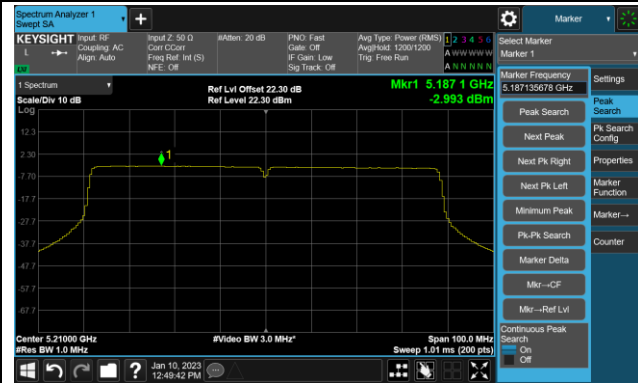 Spectrum Analyzer 1
Swept SA
Marker
KEYSIGHT
L
Input: RF
Coupling: AC
Align: Auto
Input Z: 50 Ω
Corr CCorr
Freq Ref: Int (S)
NFE: Off
#Atten: 20 dB
PNO: Fast
Gate: Off
IF Gain: Low
Sig Track: Off
Avg Type: Power (RMS)
Avg|Hold: 1200/1200
Trig: Free Run
1 2 3 4 5 6
A W W W W W
A N N N N N
Select Marker
Marker 1
1 Spectrum
Scale/Div 10 dB
Log
Ref Lvl Offset 22.30 dB
Ref Level 22.30 dBm
Mkr1 5.187 1 GHz
-2.993 dBm
12.3
2.30
-7.70
-17.7
-27.7
-37.7
-47.7
-57.7
-67.7
1
Center 5.21000 GHz
#Res BW 1.0 MHz
#Video BW 3.0 MHz*
Span 100.0 MHz
Sweep 1.01 ms (200 pts)
Marker Frequency
5.187135678 GHz
Peak Search
Next Peak
Next Pk Right
Next Pk Left
Minimum Peak
Pk-Pk Search
Marker Delta
Mkr→CF
Mkr→Ref Lvl
Continuous Peak
Search
On
Off
Settings
Peak
Search
Pk Search
Config
Properties
Marker
Function
Marker→
Counter
?
Jan 10, 2023
12:49:42 PM